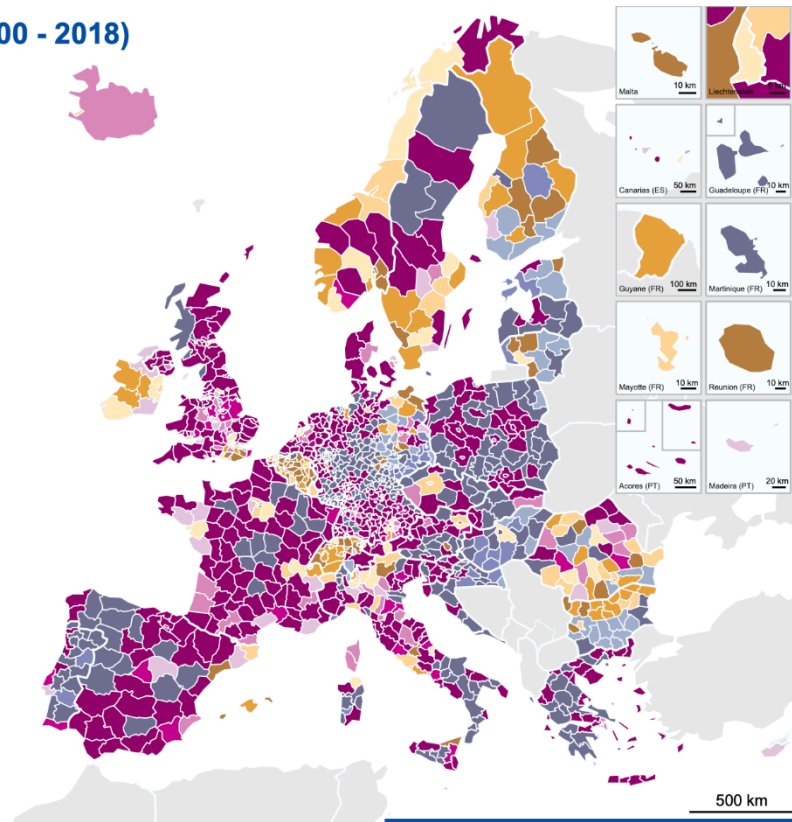 00 - 2018)
Malta
10 km
Liechtenstein
5 km
Canarias (ES)
50 km
Guadeloupe (FR)
10 km
Guyane (FR)
100 km
Martinique (FR)
10 km
Mayotte (FR)
10 km
Reunion (FR)
10 km
Acores (PT)
50 km
Madeira (PT)
20 km
500 km